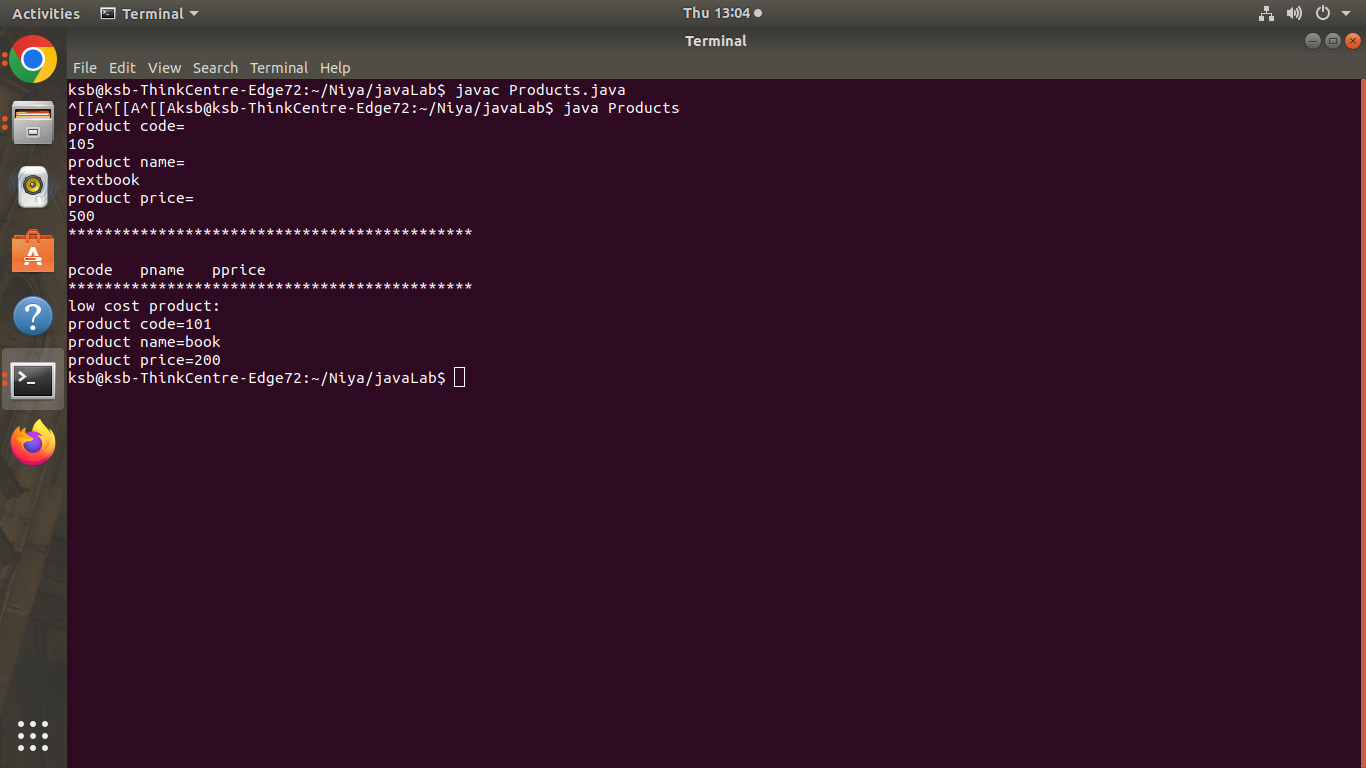 Activities Terminal Thu 13:04
Terminal
File Edit View Search Terminal Help
ksb@ksb-ThinkCentre-Edge72:~/Niya/javaLab$ javac Products.java
^[[A^[[A^[[Aksb@ksb-ThinkCentre-Edge72:~/Niya/javaLab$ java Products
product code=
105
product name=
textbook
product price=
500
*********************************************
pcode   pname   pprice
*********************************************
low cost product:
product code=101
product name=book
product price=200
ksb@ksb-ThinkCentre-Edge72:~/Niya/javaLab$